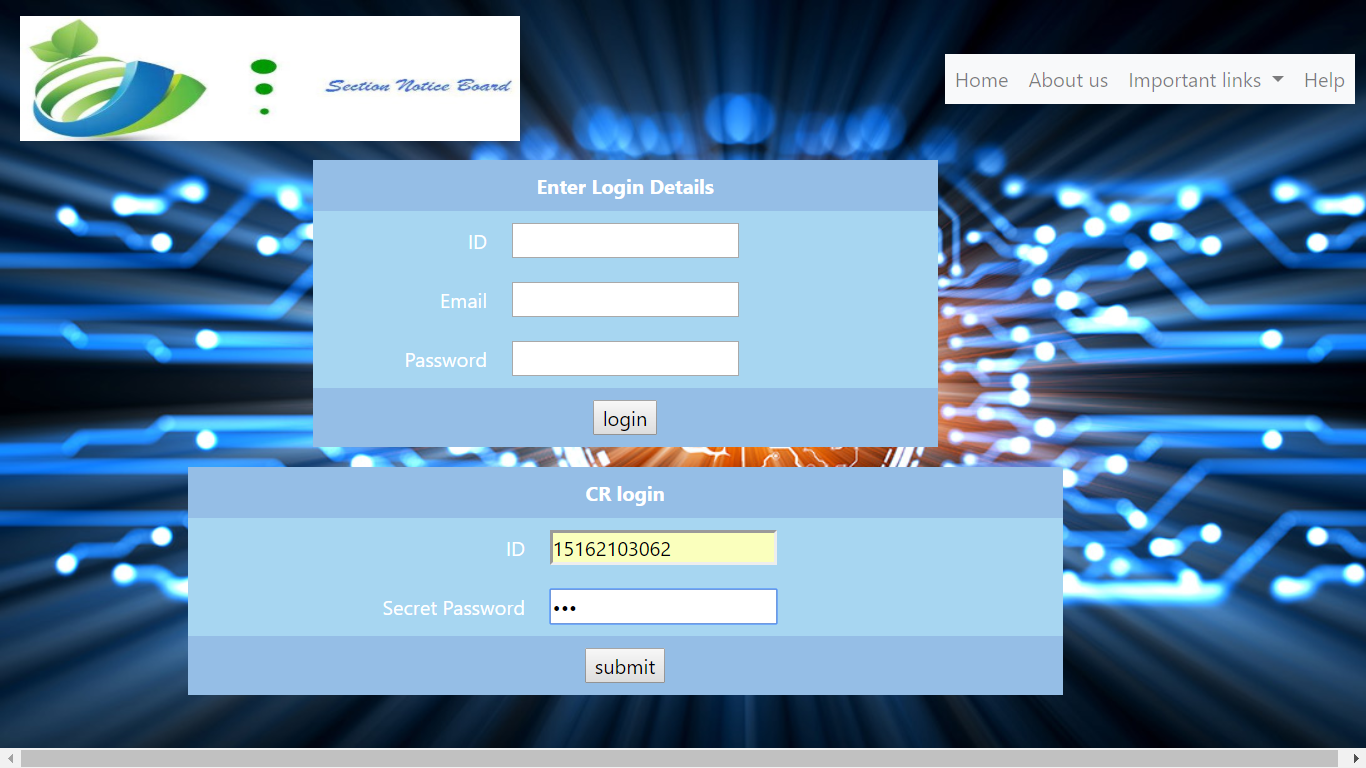 Section Notice Board
Home About us Important links Help
Enter Login Details
ID
Email
Password
login
CR login
ID 15162103062
Secret Password •••
submit